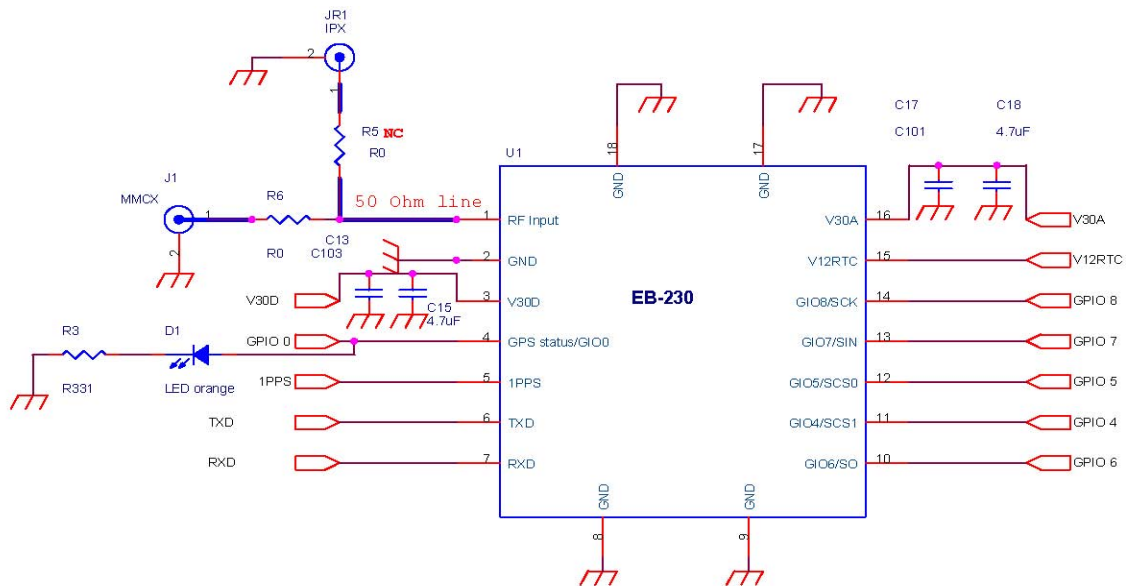 JR1
IPX
2
1
R5 NC
R0
J1
MMCX
1
2
R6
R0
50 Ohm line
C13
C103
C15
4.7uF
V30D
GPIO 0
R3
R331
D1
LED orange
1PPS
TXD
RXD
U1
EB-230
1 RF Input
2 GND
3 V30D
4 GPS status/GIO0
5 1PPS
6 TXD
7 RXD
8 GND
9 GND
18 GND
17 GND
C17
C101
C18
4.7uF
V30A 16 V30A
V12RTC 15 V12RTC
GIO8/SCK 14 GPIO 8
GIO7/SIN 13 GPIO 7
GIO5/SCS0 12 GPIO 5
GIO4/SCS1 11 GPIO 4
GIO6/SO 10 GPIO 6